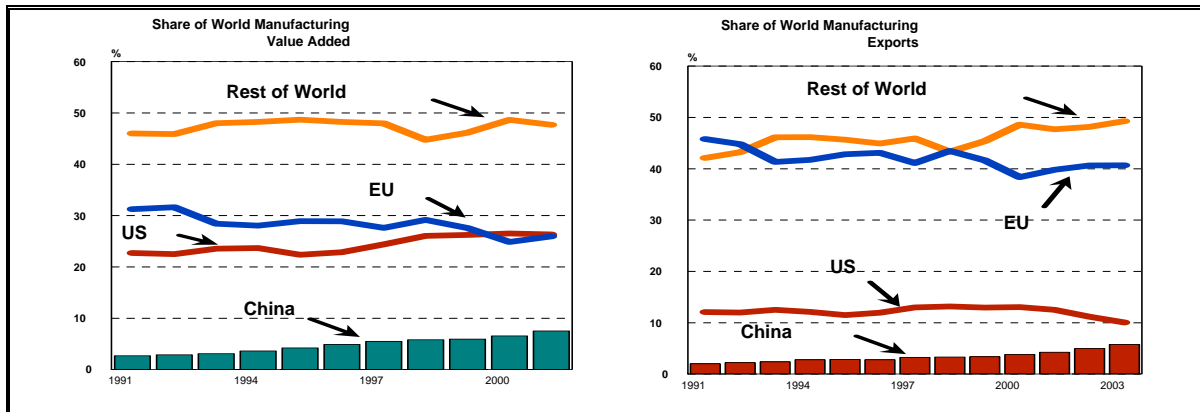 Share of World Manufacturing
Value Added
%
60
50
40
30
20
10
0
Rest of World
EU
US
China
1991
1994
1997
2000
Share of World Manufacturing
Exports
%
60
50
40
30
20
10
0
Rest of World
EU
US
China
1991
1994
1997
2000
2003